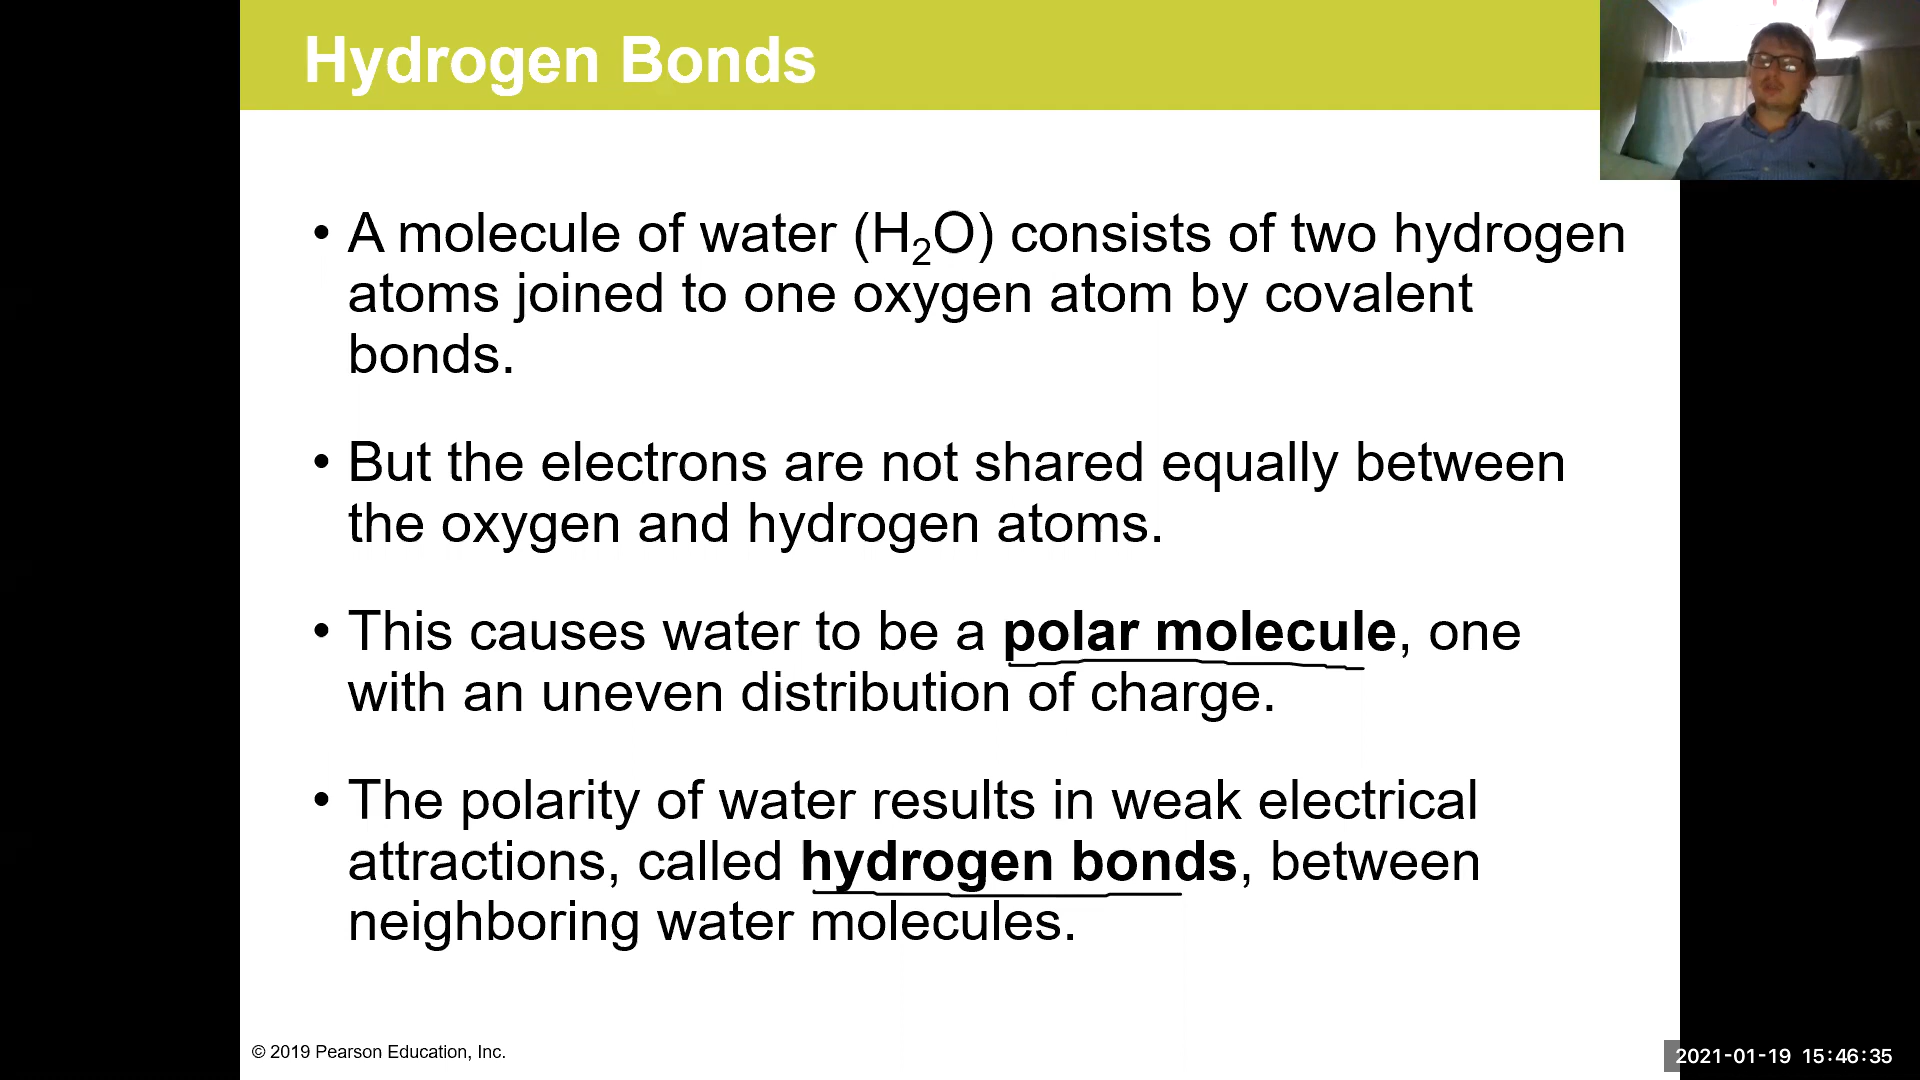 Hydrogen Bonds
• A molecule of water (H₂O) consists of two hydrogen
atoms joined to one oxygen atom by covalent
bonds.
• But the electrons are not shared equally between
the oxygen and hydrogen atoms.
• This causes water to be a polar molecule, one
with an uneven distribution of charge.
• The polarity of water results in weak electrical
attractions, called hydrogen bonds, between
neighboring water molecules.
© 2019 Pearson Education, Inc.
2021-01-19 15:46:35